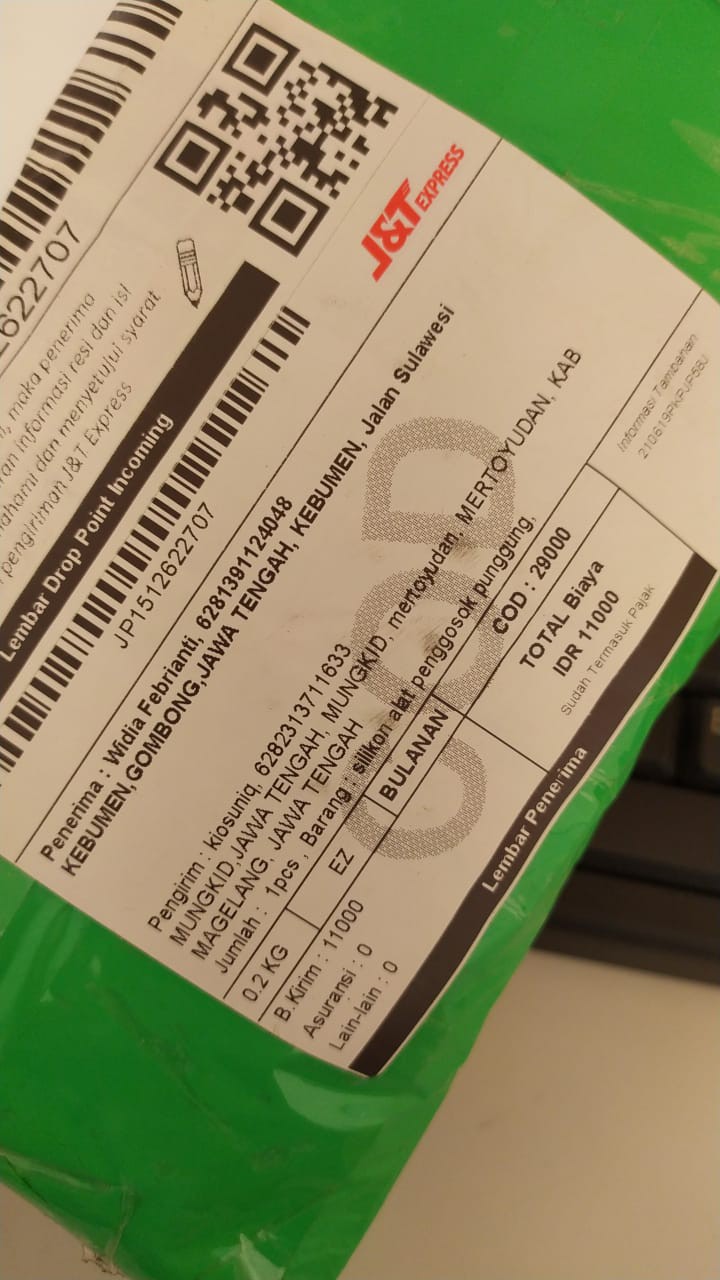 622707
, maka penerima
informasi resi dan isi
dan menyetujui syarat
pengiriman J&T Express
J&T EXPRESS
Lembar Drop Point Incoming
JP1512622707
Penerima : Widia Febrianti, 6281391124048
KEBUMEN,GOMBONG,JAWA TENGAH, KEBUMEN, Jalan Sulawesi
Pengirim : kiosuniq, 6282313711633
MUNGKID,JAWA TENGAH, MUNGKID, mertoyudan, MERTOYUDAN, KAB
MAGELANG, JAWA TENGAH
Jumlah : 1pcs , Barang : silikon alat penggosok punggung,
COD
0.2 KG
EZ
BULANAN
COD : 29000
B.Kirim : 11000
Asuransi : 0
Lain-lain : 0
TOTAL Biaya
IDR 11000
Sudah Termasuk Pajak
Informasi Tambahan
Lembar Penerima